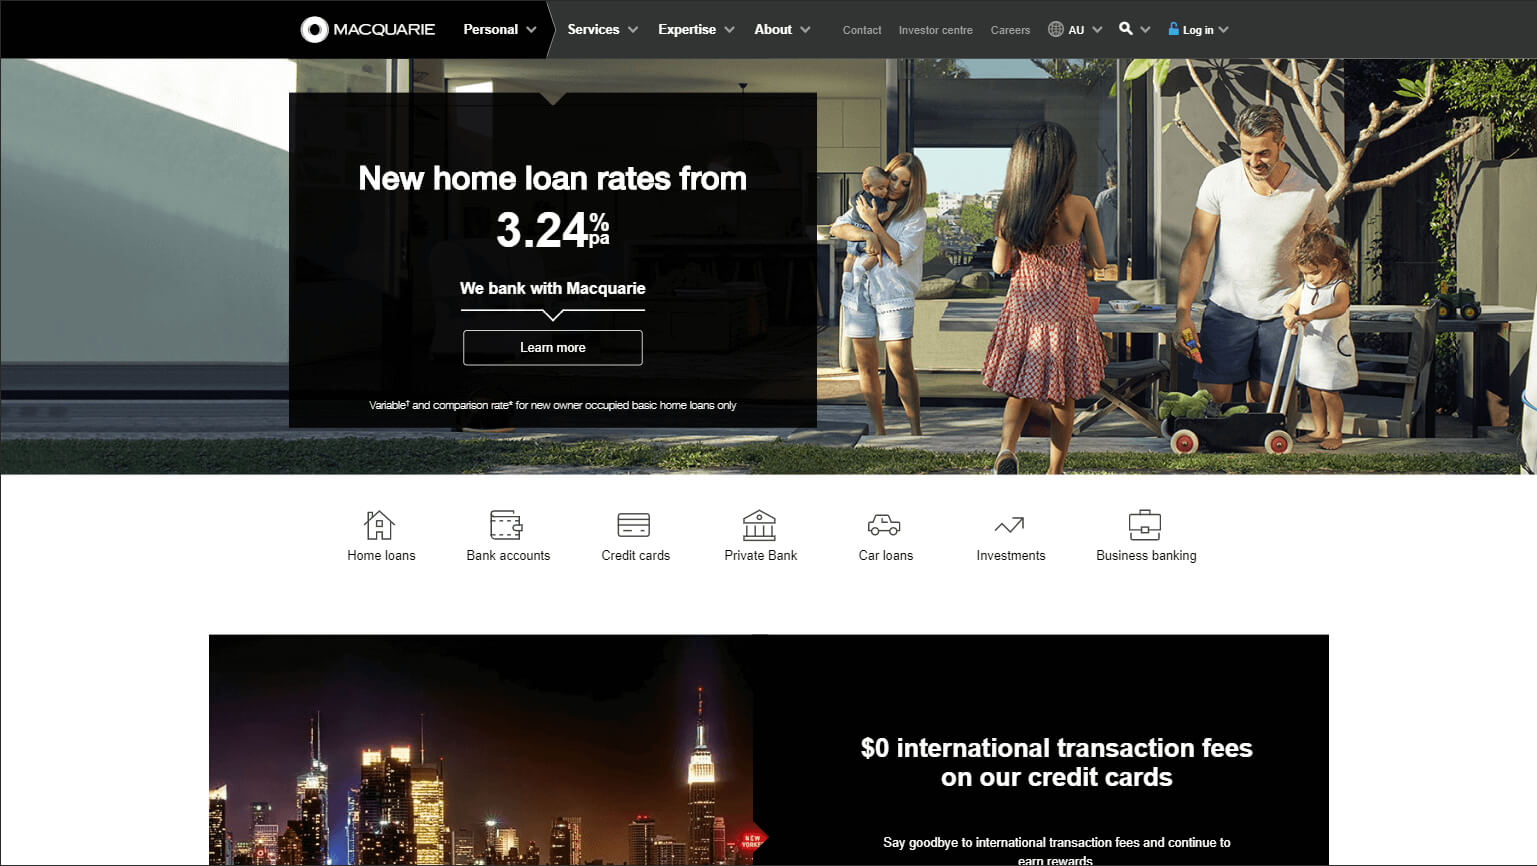 MACQUARIE Personal Services Expertise About Contact Investor centre Careers AU Log in
New home loan rates from
3.24%pa
We bank with Macquarie
Learn more
Variable† and comparison rate* for new owner occupied basic home loans only
Home loans Bank accounts Credit cards Private Bank Car loans Investments Business banking
$0 international transaction fees
on our credit cards
NEW
YORKER
Say goodbye to international transaction fees and continue to
earn rewards